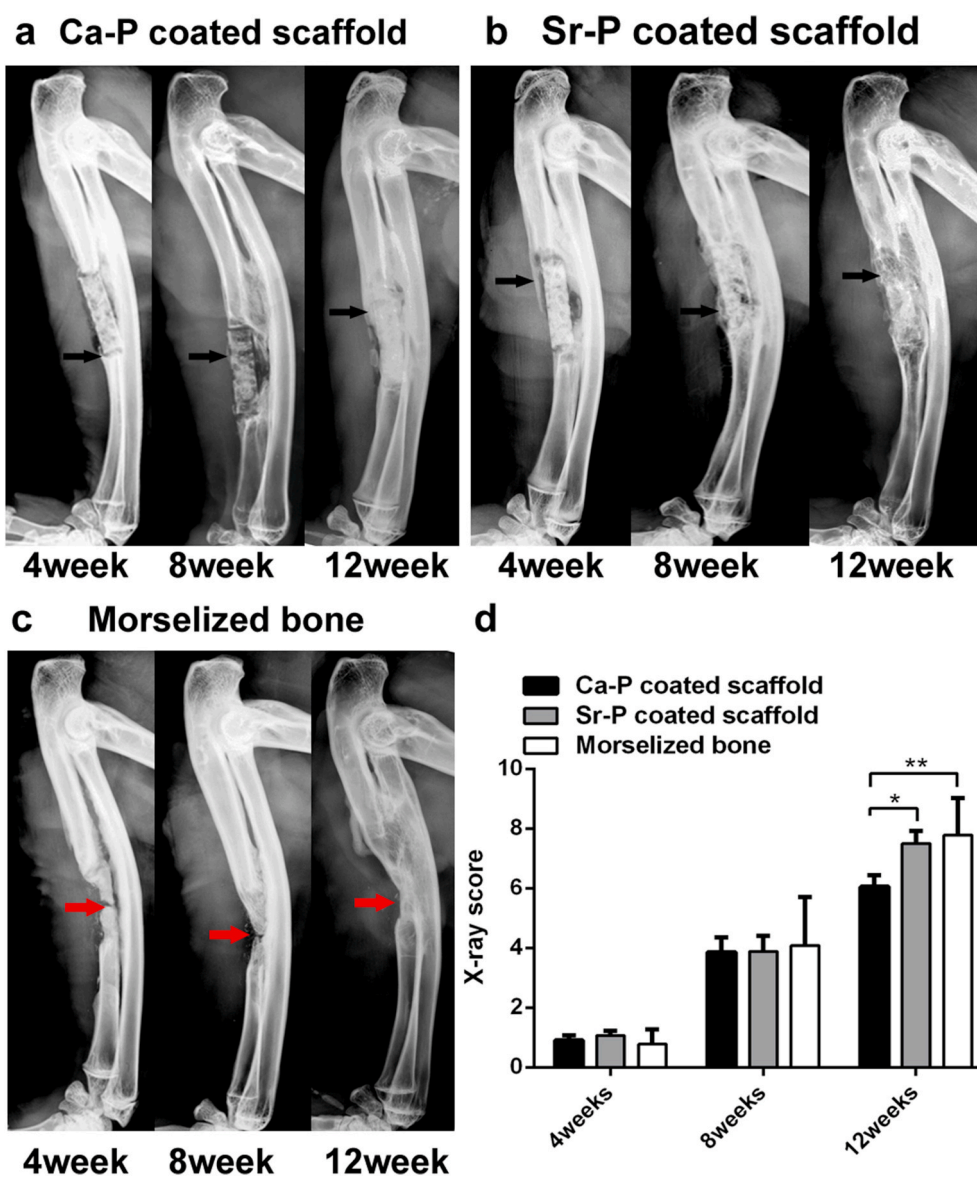 a Ca-P coated scaffold
b Sr-P coated scaffold
4week 8week 12week
4week 8week 12week
c Morselized bone
4week 8week 12week
d
Ca-P coated scaffold
Sr-P coated scaffold
Morselized bone
X-ray score
10
8
6
4
2
0
**
*
4weeks
8weeks
12weeks